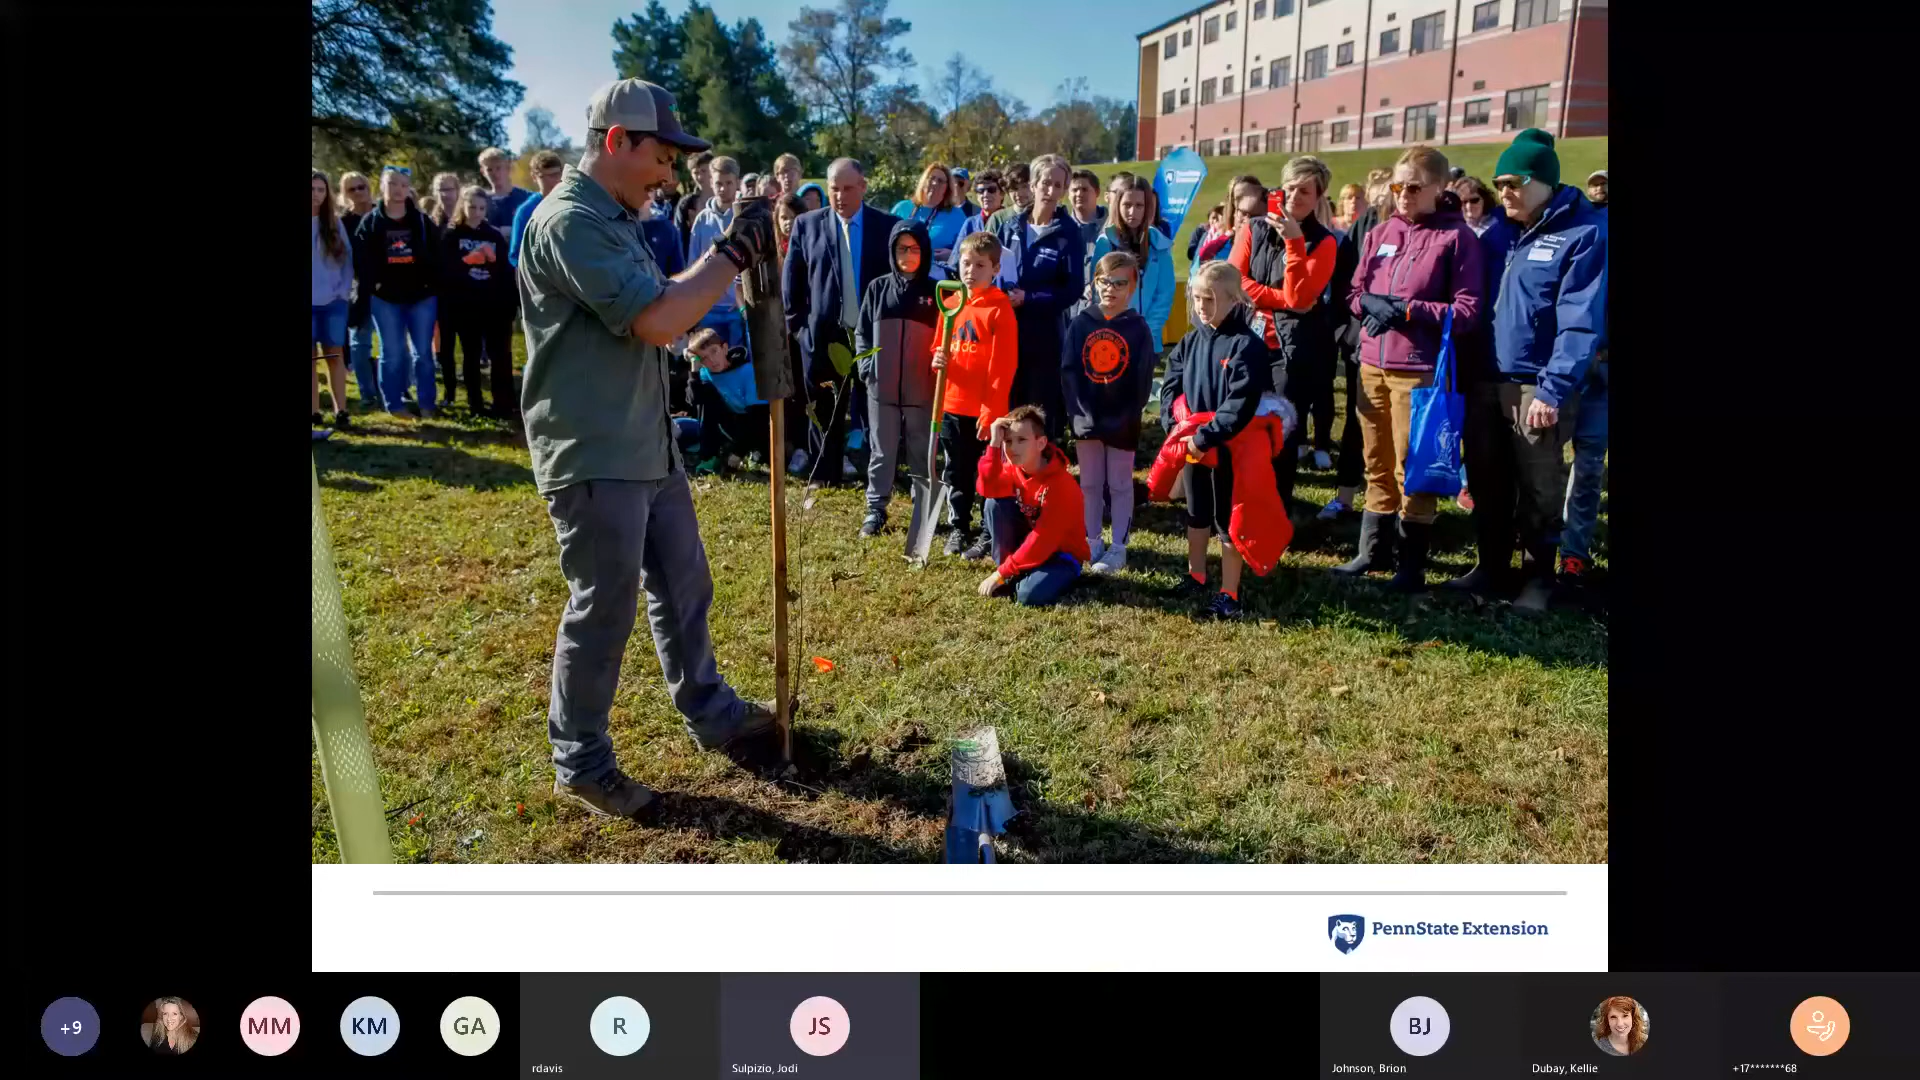 PennState Extension
+9
MM
KM
GA
R
JS
BJ
rdavis
Sulpizio, Jodi
Johnson, Brion
Dubay, Kellie
+17*******68